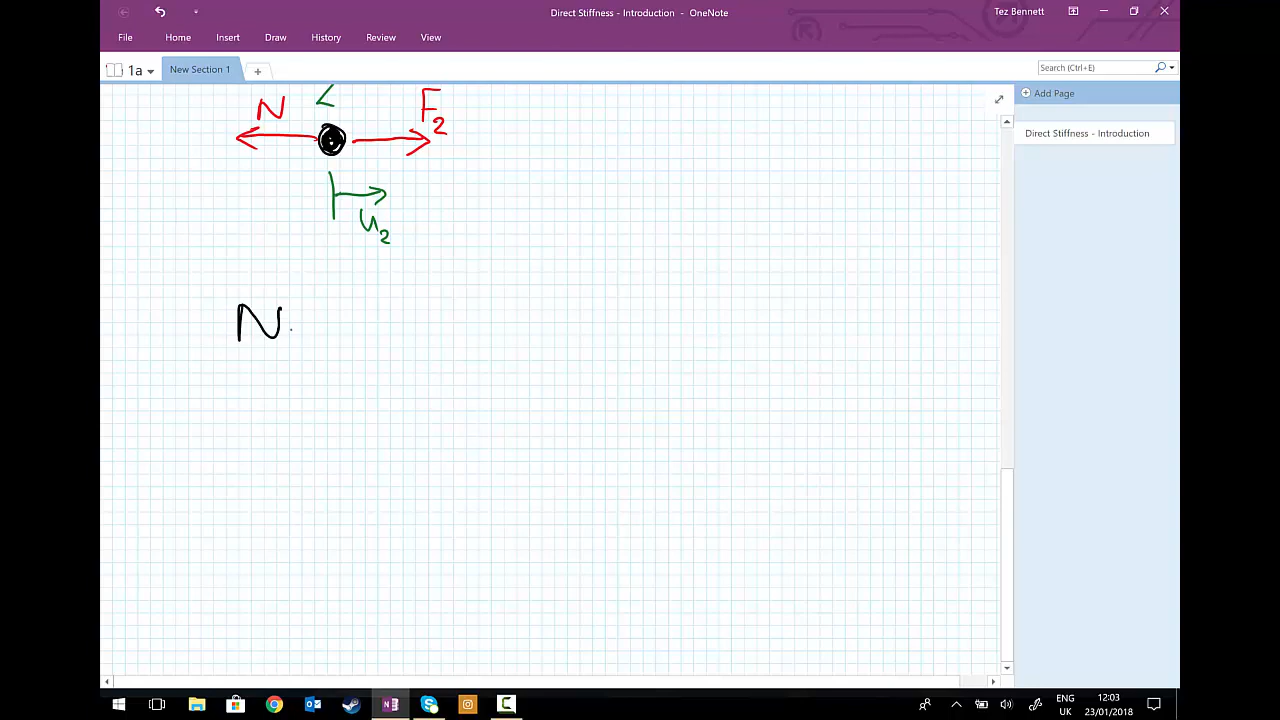 Direct Stiffness - Introduction - OneNote
Tez Bennett
File Home Insert Draw History Review View
1a New Section 1
Search (Ctrl+E)
Add Page
Direct Stiffness - Introduction
2
N F2
u2
N
ENG 12:03
UK 23/01/2018